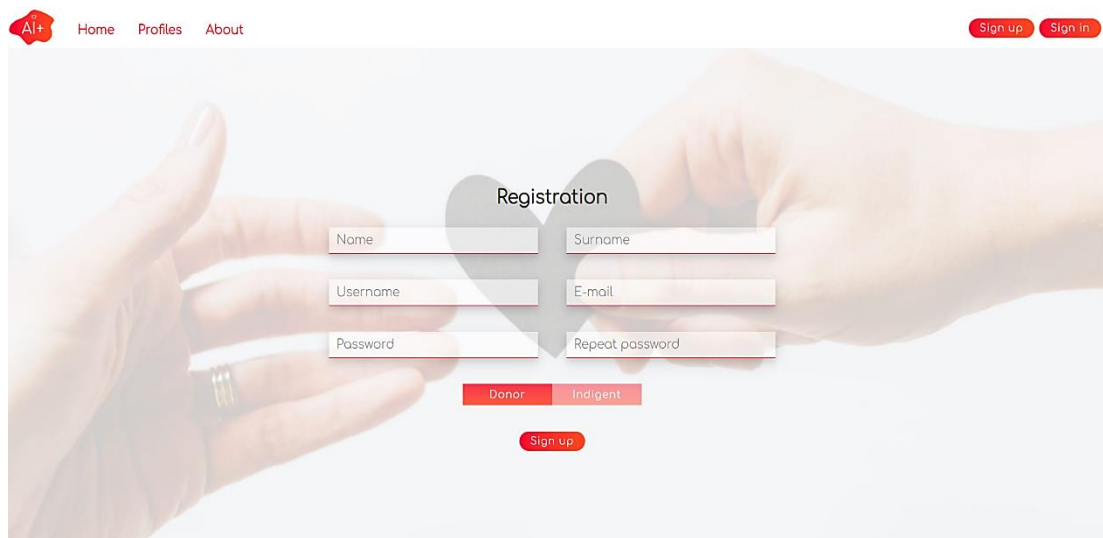 AI+
Home Profiles About
Sign up Sign in
Registration
Name Surname
Username E-mail
Password Repeat password
Donor Indigent
Sign up